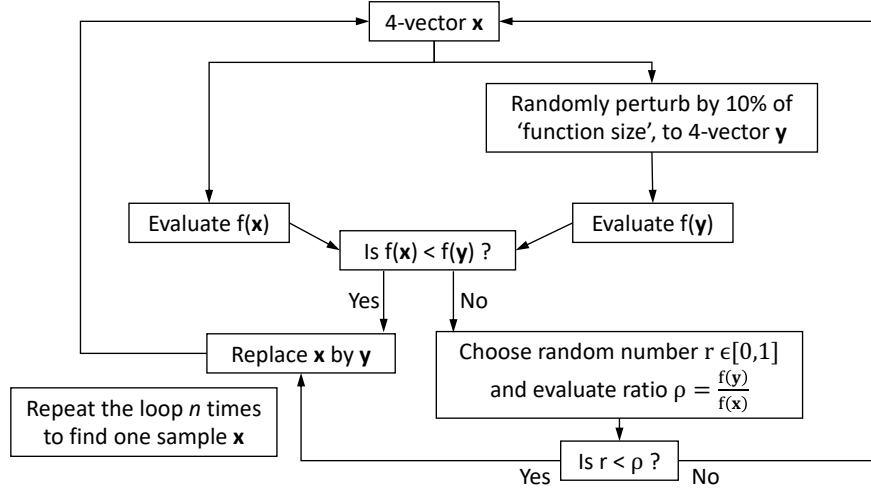 4-vector x
Randomly perturb by 10% of
‘function size’, to 4-vector y
Evaluate f(x)
Evaluate f(y)
Is f(x) < f(y) ?
Yes
No
Replace x by y
Choose random number r ϵ[0,1]
and evaluate ratio ρ = f(y)/f(x)
Repeat the loop n times
to find one sample x
Is r < ρ ?
Yes
No